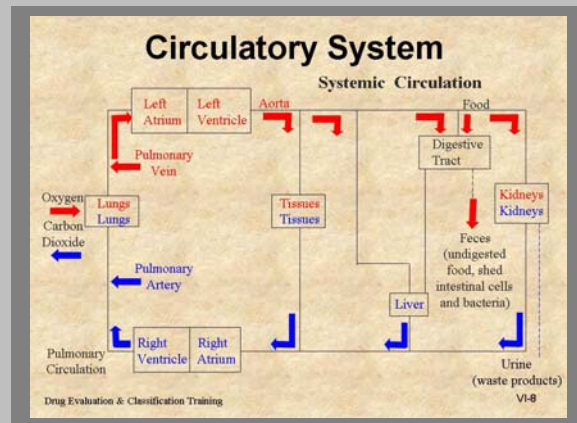 Circulatory System
Systemic Circulation
Left
Atrium
Left
Ventricle
Aorta
Food
Pulmonary
Vein
Digestive
Tract
Oxygen
Lungs
Lungs
Carbon
Dioxide
Tissues
Tissues
Kidneys
Kidneys
Feces
(undigested
food, shed
intestinal cells
and bacteria)
Pulmonary
Artery
Liver
Right
Ventricle
Right
Atrium
Pulmonary
Circulation
Urine
(waste products)
Drug Evaluation & Classification Training
VI-8